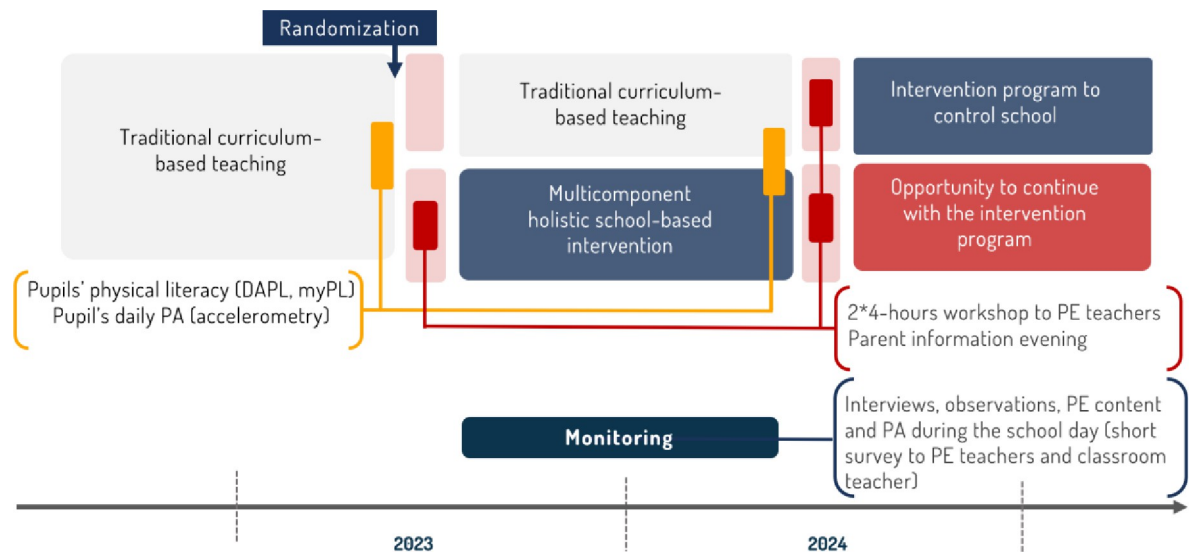 Randomization
Traditional curriculum-
based teaching
Traditional curriculum-
based teaching
Intervention program to
control school
Multicomponent
holistic school-based
intervention
Opportunity to continue
with the intervention
program
Pupils' physical literacy (DAPL, myPL)
Pupil's daily PA (accelerometry)
2*4-hours workshop to PE teachers
Parent information evening
Monitoring
Interviews, observations, PE content
and PA during the school day (short
survey to PE teachers and classroom
teacher)
2023
2024